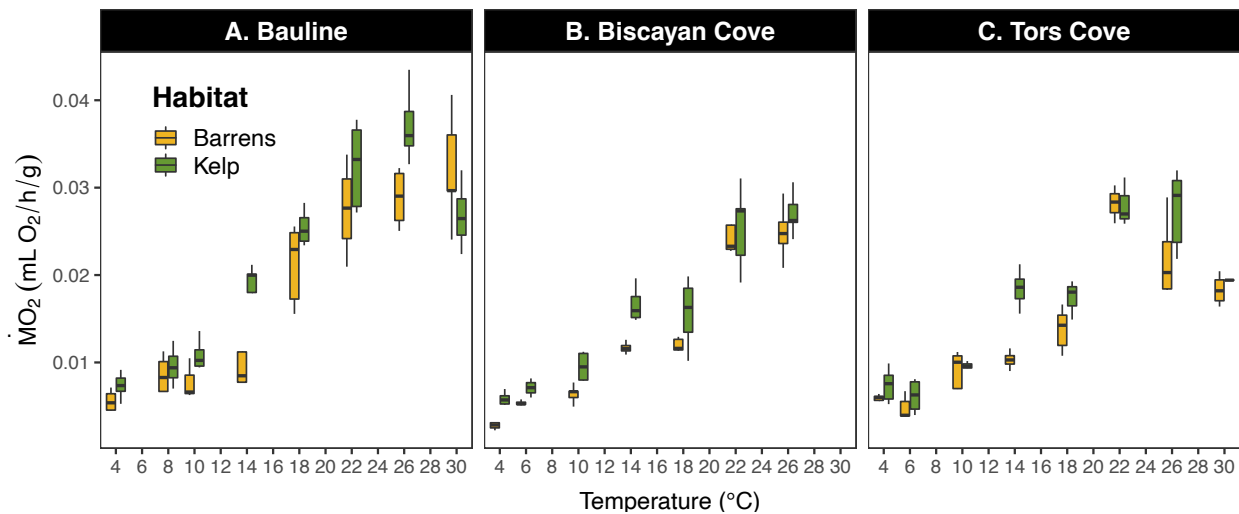 A. Bauline
B. Biscayan Cove
C. Tors Cove
ṀO₂ (mL O₂/h/g)
0.04
0.03
0.02
0.01
Habitat
Barrens
Kelp
4 6 8 10 12 14 16 18 20 22 24 26 28 30
4 6 8 10 12 14 16 18 20 22 24 26 28 30
4 6 8 10 12 14 16 18 20 22 24 26 28 30
Temperature (°C)